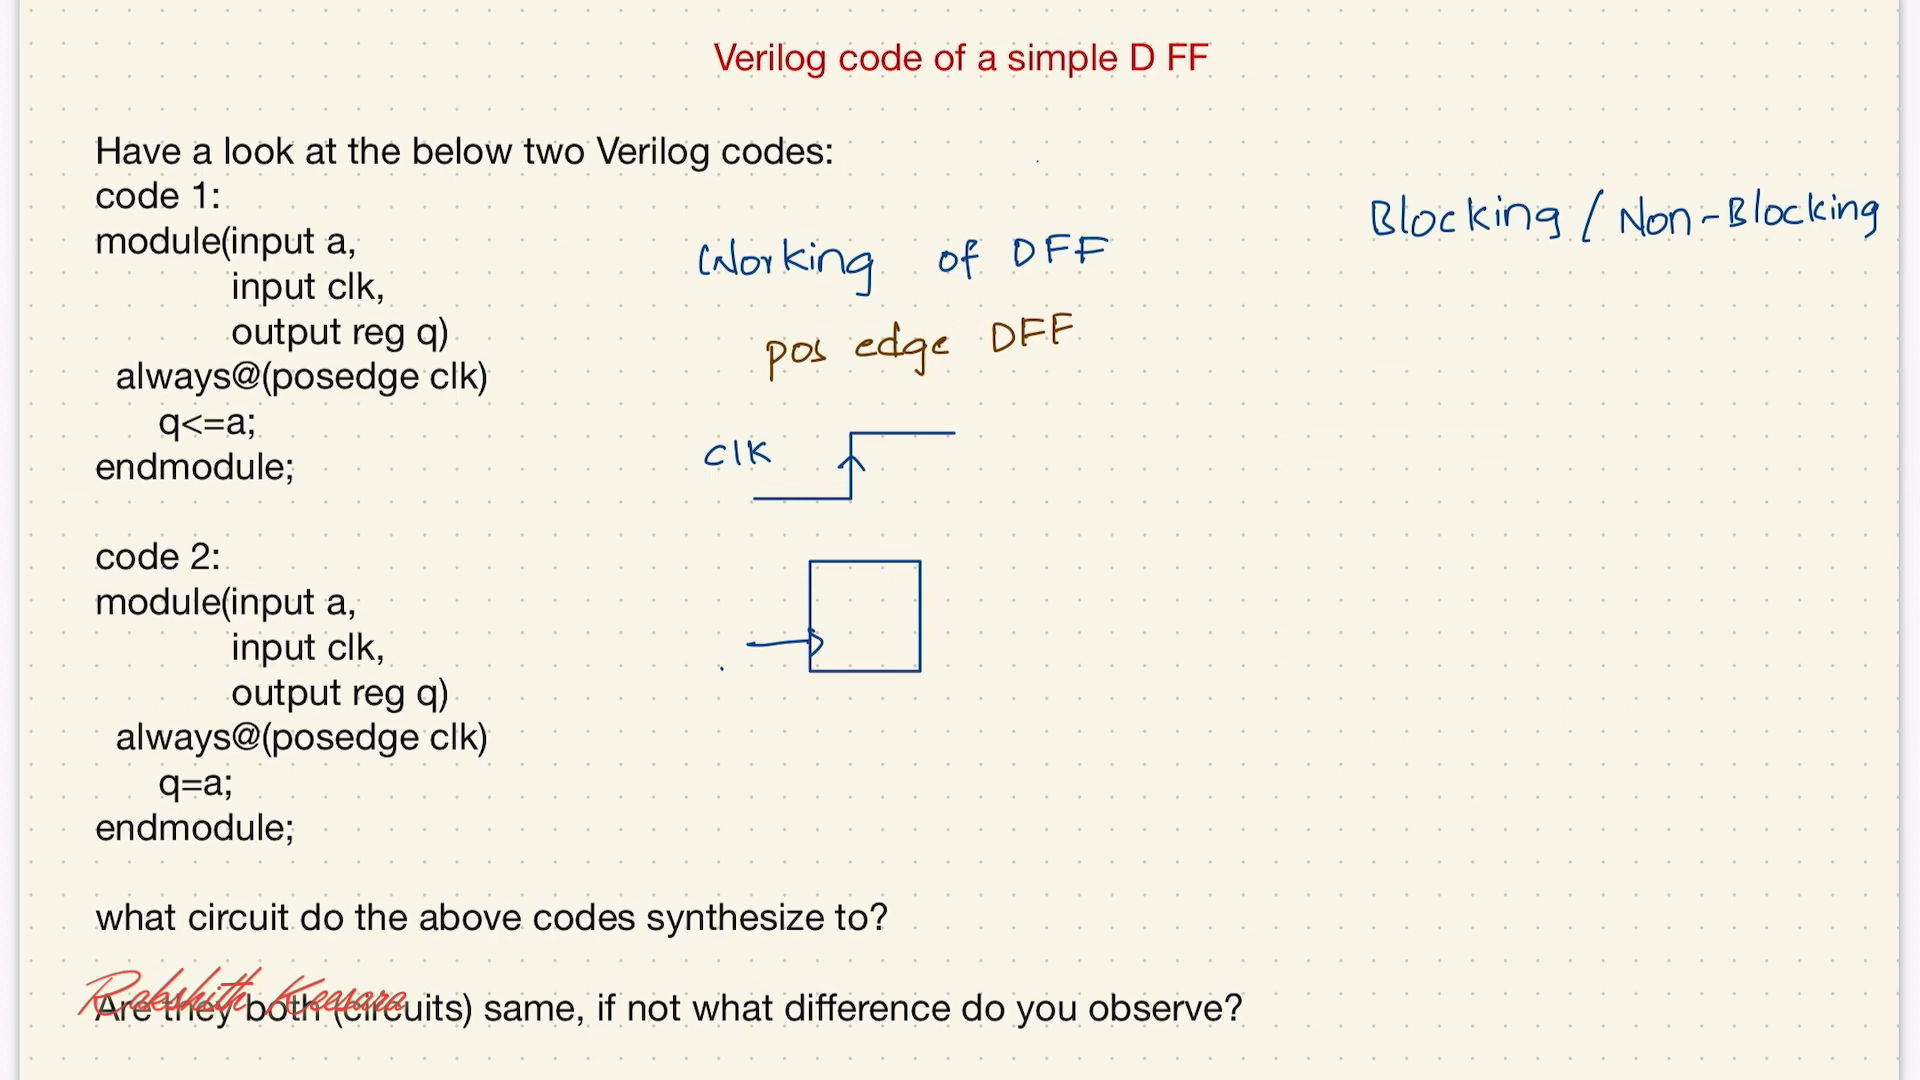 Verilog code of a simple D FF
Have a look at the below two Verilog codes:
code 1:
module(input a,
input clk,
output reg q)
always@(posedge clk)
q<=a;
endmodule;
code 2:
module(input a,
input clk,
output reg q)
always@(posedge clk)
q=a;
endmodule;
what circuit do the above codes synthesize to?
Are they both (circuits) same, if not what difference do you observe?
Rakshith Keesara
Working of DFF
pos edge DFF
clk
Blocking / Non-Blocking